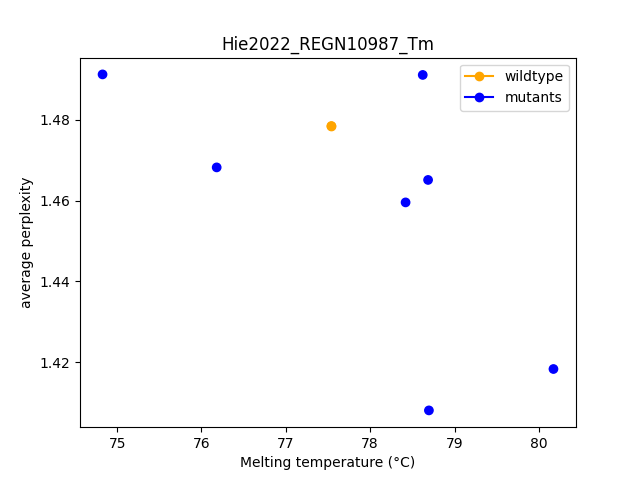 Hie2022_REGN10987_Tm
wildtype
mutants
1.48
1.46
1.44
1.42
average perplexity
75 76 77 78 79 80
Melting temperature (°C)